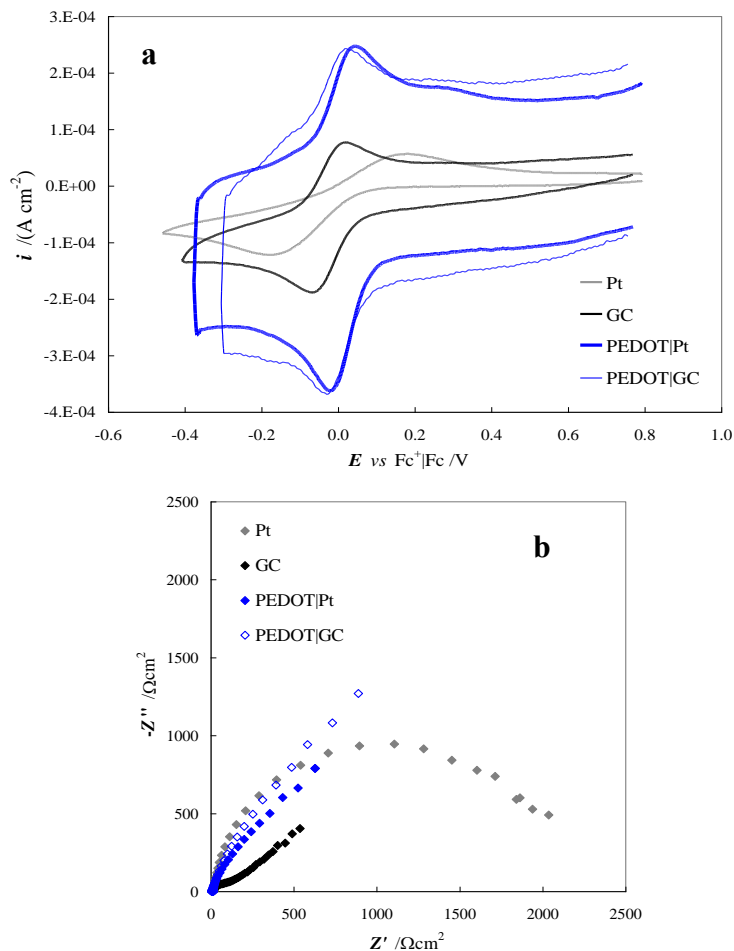 a
3.E-04
2.E-04
1.E-04
0.E+00
-1.E-04
-2.E-04
-3.E-04
-4.E-04
i /(A cm⁻²)
Pt
GC
PEDOT|Pt
PEDOT|GC
-0.6 -0.4 -0.2 0.0 0.2 0.4 0.6 0.8 1.0
E vs Fc⁺|Fc /V
b
2500
2000
1500
1000
500
0
-Z'' /Ωcm²
Pt
GC
PEDOT|Pt
PEDOT|GC
0 500 1000 1500 2000 2500
Z' /Ωcm²